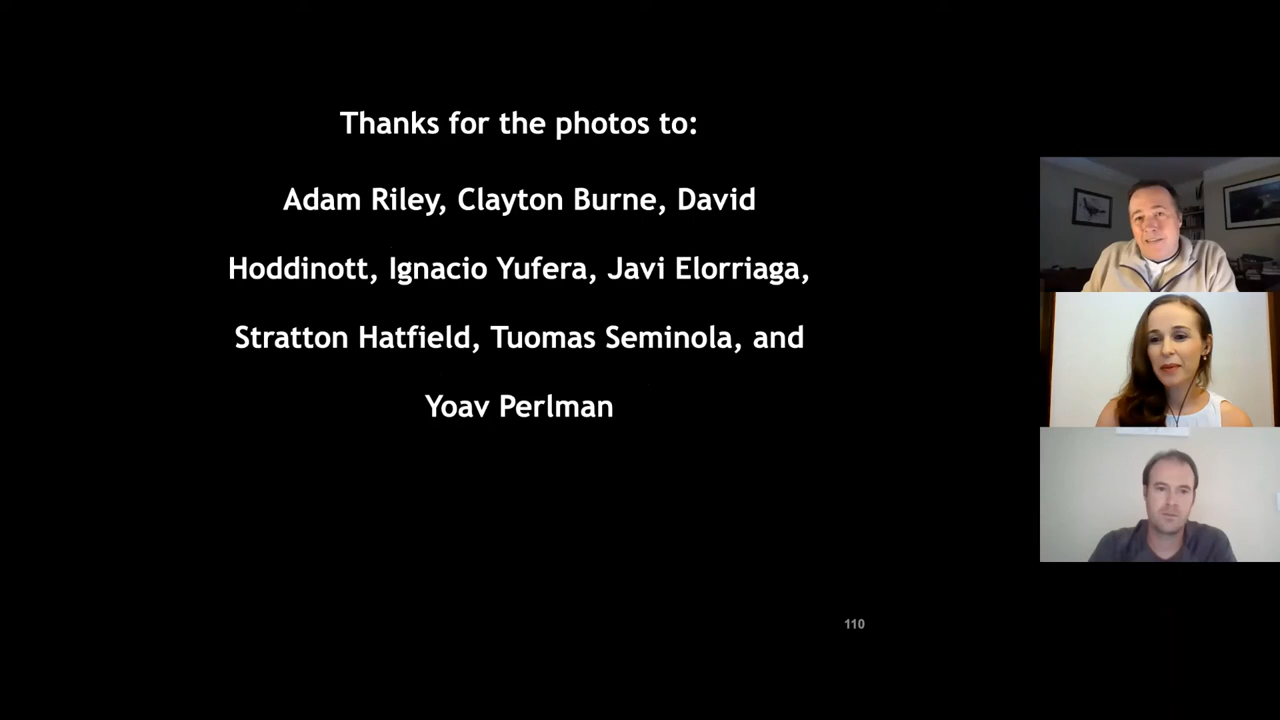 Thanks for the photos to:
Adam Riley, Clayton Burne, David
Hoddinott, Ignacio Yufera, Javi Elorriaga,
Stratton Hatfield, Tuomas Seminola, and
Yoav Perlman
110